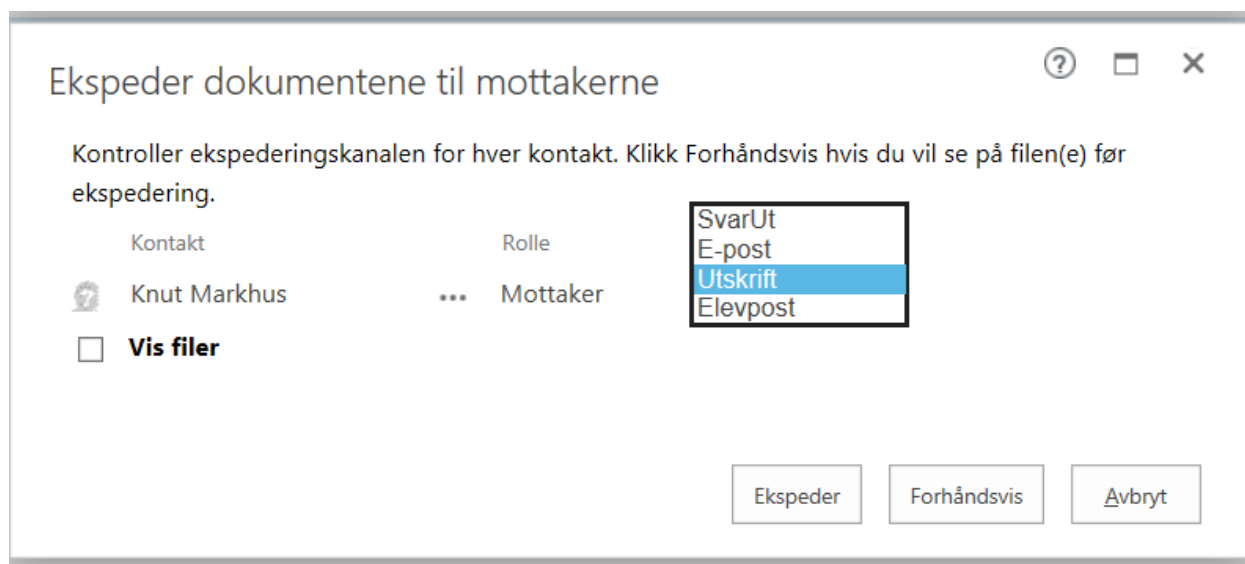 Ekspeder dokumentene til mottakerne
Kontroller ekspederingskanalen for hver kontakt. Klikk Forhåndsvis hvis du vil se på filen(e) før
ekspedering.
Kontakt Rolle
SvarUt
E-post
Utskrift
Elevpost
Knut Markhus ... Mottaker
Vis filer
Ekspeder Forhåndsvis Avbryt